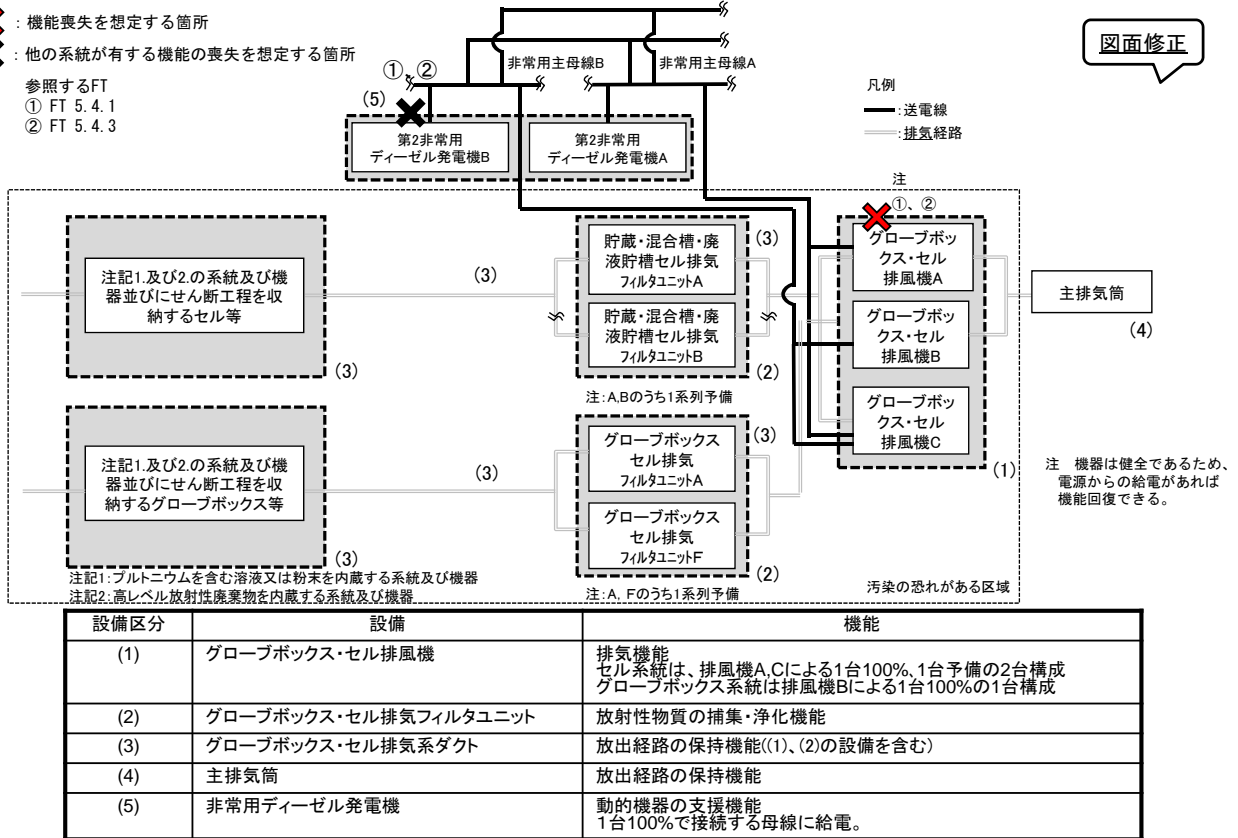 ：機能喪失を想定する箇所
：他の系統が有する機能の喪失を想定する箇所
参照するFT
① FT 5.4.1
② FT 5.4.3
図面修正
凡例
：送電線
：排気経路
非常用主母線B
非常用主母線A
①、②
(5)
第2非常用
ディーゼル発電機B
第2非常用
ディーゼル発電機A
注
①、②
注記1.及び2.の系統及び機
器並びにせん断工程を収
納するセル等
(3)
(3)
貯蔵・混合槽・廃
液貯槽セル排気
フィルタユニットA
(3)
貯蔵・混合槽・廃
液貯槽セル排気
フィルタユニットB
(2)
注：A,Bのうち1系列予備
グローブボッ
クス・セル
排風機A
グローブボッ
クス・セル
排風機B
グローブボッ
クス・セル
排風機C
(1)
主排気筒
(4)
注記1.及び2.の系統及び機
器並びにせん断工程を収
納するグローブボックス等
(3)
(3)
グローブボックス
セル排気
フィルタユニットA
(3)
グローブボックス
セル排気
フィルタユニットF
(2)
注：A, Fのうち1系列予備
注　機器は健全であるため、
電源からの給電があれば
機能回復できる。
注記1：プルトニウムを含む溶液又は粉末を内蔵する系統及び機器
注記2：高レベル放射性廃棄物を内蔵する系統及び機器
汚染の恐れがある区域
設備区分　設備　機能
(1)　グローブボックス・セル排風機　排気機能
セル系統は、排風機A,Cによる1台100%、1台予備の2台構成
グローブボックス系統は排風機Bによる1台100%の1台構成
(2)　グローブボックス・セル排気フィルタユニット　放射性物質の捕集・浄化機能
(3)　グローブボックス・セル排気系ダクト　放出経路の保持機能((1)、(2)の設備を含む)
(4)　主排気筒　放出経路の保持機能
(5)　非常用ディーゼル発電機　動的機器の支援機能
1台100%で接続する母線に給電。